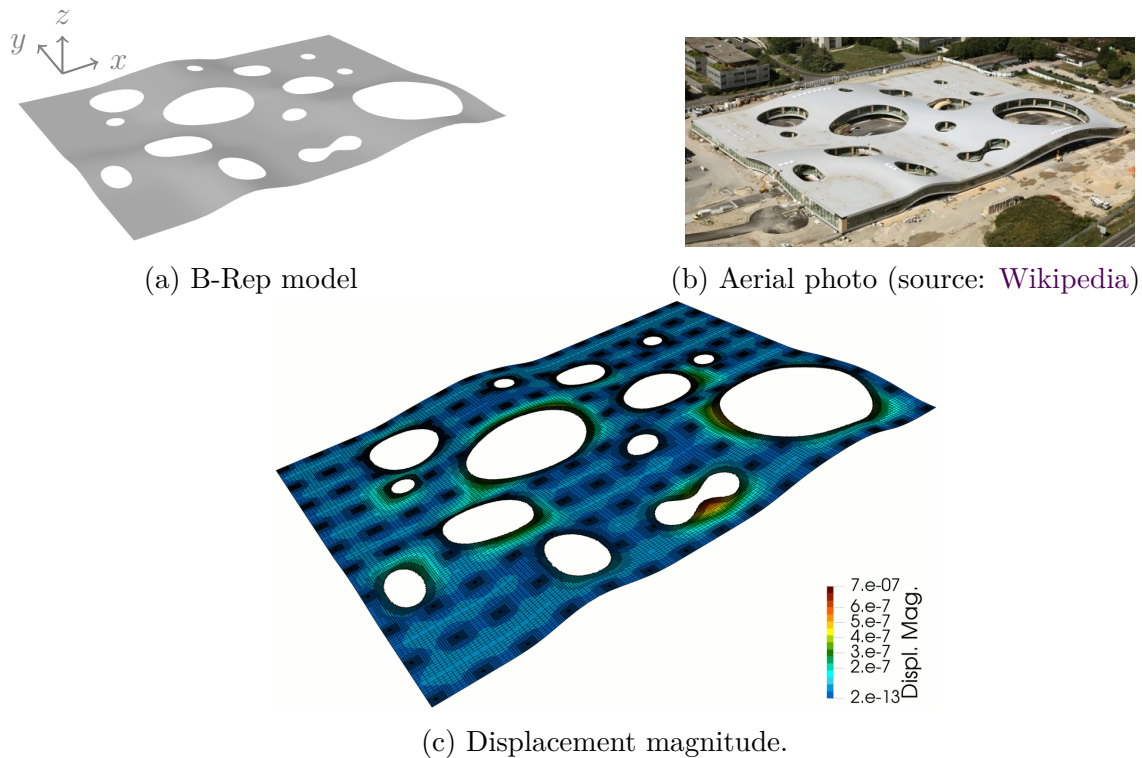 z
y
x
(a) B-Rep model
(b) Aerial photo (source: Wikipedia)
7.e-07
6.e-7
5.e-7
4.e-7
3.e-7
2.e-7
2.e-13
Displ. Mag.
(c) Displacement magnitude.